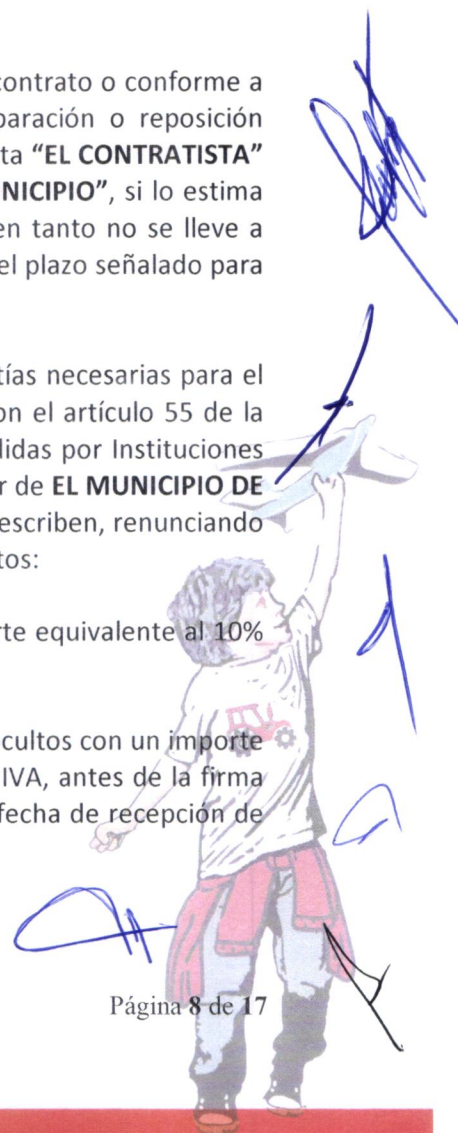 contrato o conforme a
paración o reposición
ta “EL CONTRATISTA”
NICIPIO”, si lo estima
en tanto no se lleve a
el plazo señalado para
tías necesarias para el
on el artículo 55 de la
didas por Instituciones
r de EL MUNICIPIO DE
escriben, renunciando
tos:
rte equivalente al 10%
cultos con un importe
IVA, antes de la firma
fecha de recepción de
Página 8 de 17